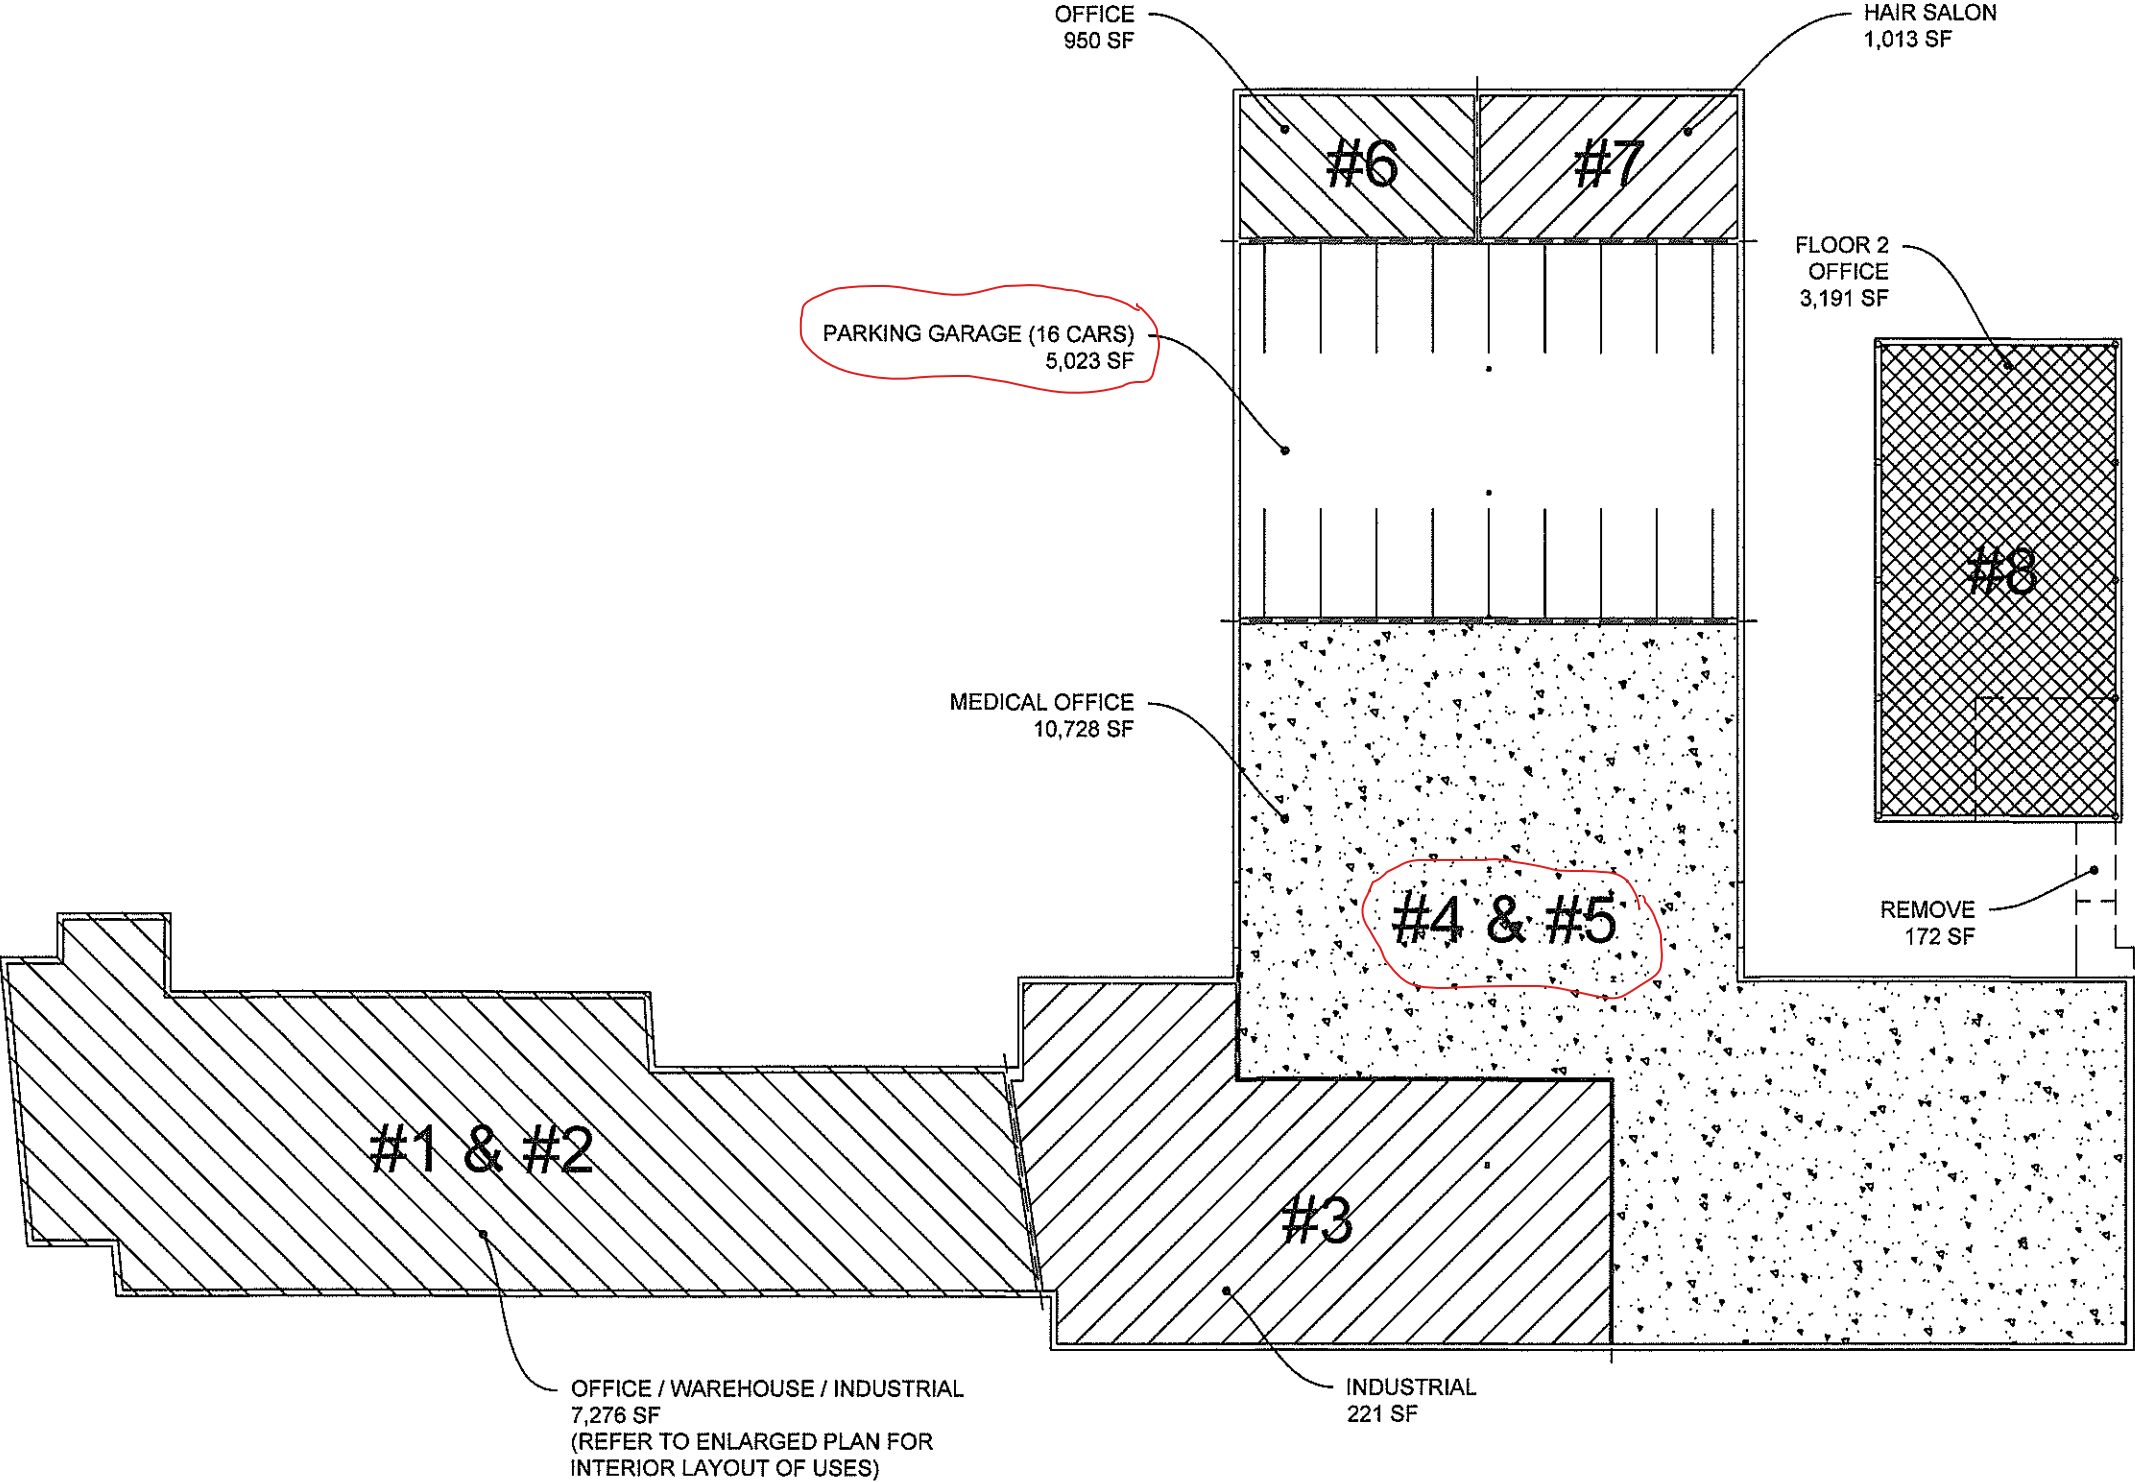 OFFICE
950 SF
HAIR SALON
1,013 SF
#6
#7
FLOOR 2
OFFICE
3,191 SF
PARKING GARAGE (16 CARS)
5,023 SF
#8
MEDICAL OFFICE
10,728 SF
#4 & #5
REMOVE
172 SF
#1 & #2
#3
OFFICE / WAREHOUSE / INDUSTRIAL
7,276 SF
(REFER TO ENLARGED PLAN FOR
INTERIOR LAYOUT OF USES)
INDUSTRIAL
221 SF